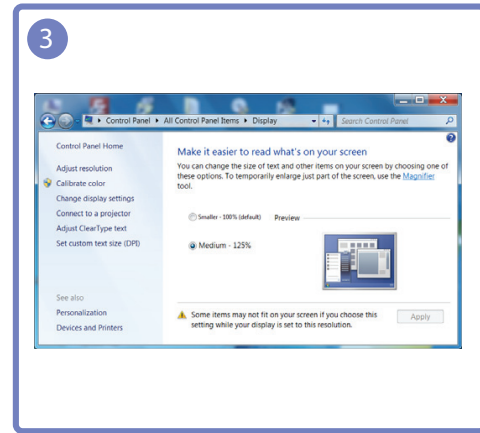 3
Control Panel ▸ All Control Panel Items ▸ Display
Search Control Panel
Control Panel Home
Adjust resolution
Calibrate color
Change display settings
Connect to a projector
Adjust ClearType text
Set custom text size (DPI)
See also
Personalization
Devices and Printers
Make it easier to read what's on your screen
You can change the size of text and other items on your screen by choosing one of
these options. To temporarily enlarge just part of the screen, use the Magnifier
tool.
Smaller - 100% (default)
Preview
Medium - 125%
Some items may not fit on your screen if you choose this
setting while your display is set to this resolution.
Apply